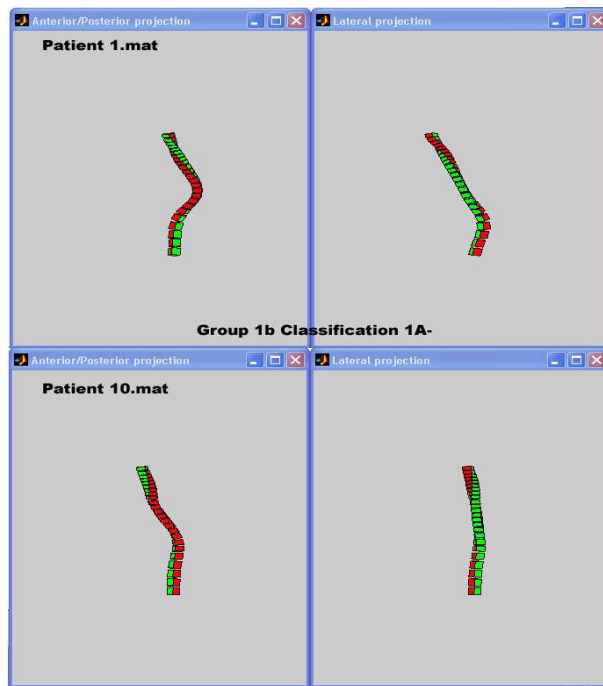 Anterior/Posterior projection
Lateral projection
Patient 1.mat
Group 1b Classification 1A-
Anterior/Posterior projection
Lateral projection
Patient 10.mat